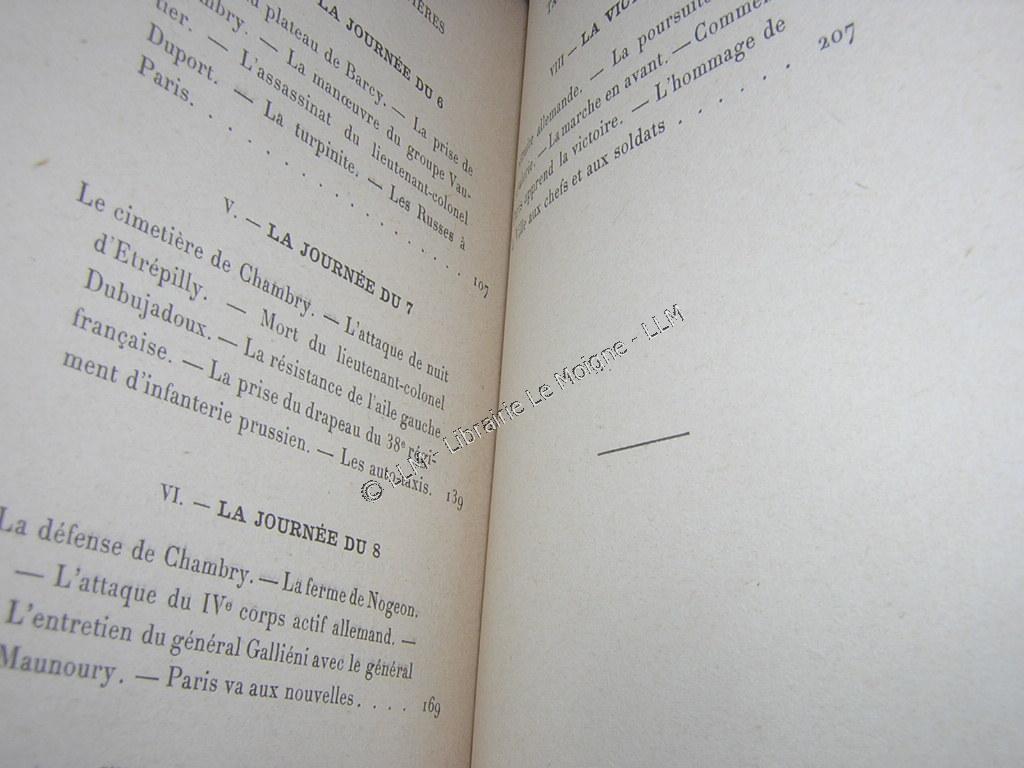 LA JOURNÉE DU 6
plateau de Barcy. — La prise de
La manœuvre du groupe Vau-
tier. — L'assassinat du lieutenant-colonel
Duport. — La turpinite. — Les Russes à
Paris. . . . . . . . . . . . . . . . 107
V. — LA JOURNÉE DU 7
Le cimetière de Chambry. — L'attaque de nuit
d'Etrépilly. — Mort du lieutenant-colonel
Dubujadoux. — La résistance de l'aile gauche
française. — La prise du drapeau du 38e régi-
ment d'infanterie prussien. — Les auto-taxis. 139
VI. — LA JOURNÉE DU 8
La défense de Chambry. — La ferme de Nogeon.
— L'attaque du IVe corps actif allemand. —
L'entretien du général Galliéni avec le général
Maunoury. — Paris va aux nouvelles. . . . 169
VIII — LA
allemande. — La poursuite
— La marche en avant. — Commen
apprend la victoire. — L'hommage de
Ville aux chefs et aux soldats . . . . . . 207
© LLM - Librairie Le Moigne - LLM